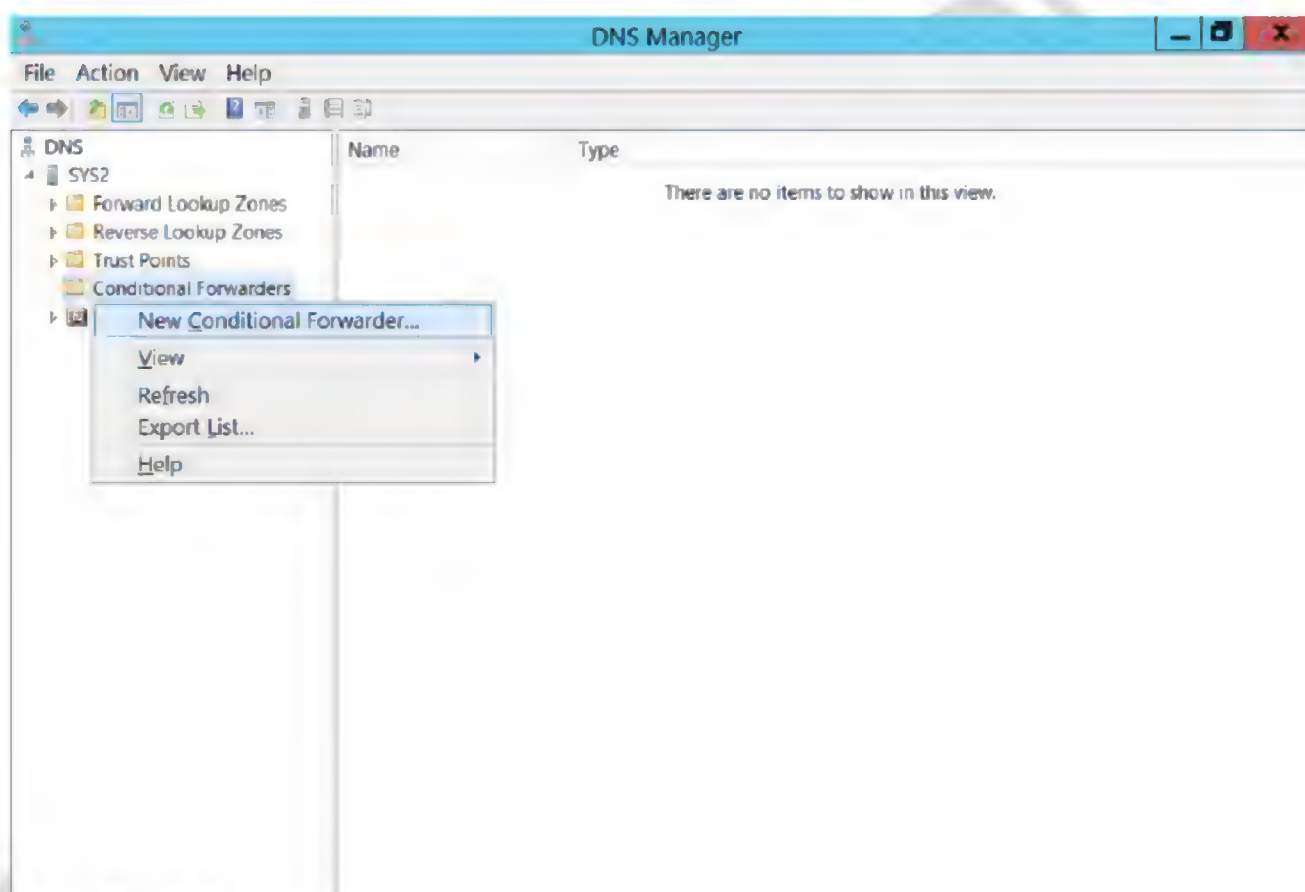 DNS Manager
File Action View Help
DNS
SYS2
Forward Lookup Zones
Reverse Lookup Zones
Trust Points
Conditional Forwarders
Name Type
There are no items to show in this view.
New Conditional Forwarder...
View
Refresh
Export List...
Help